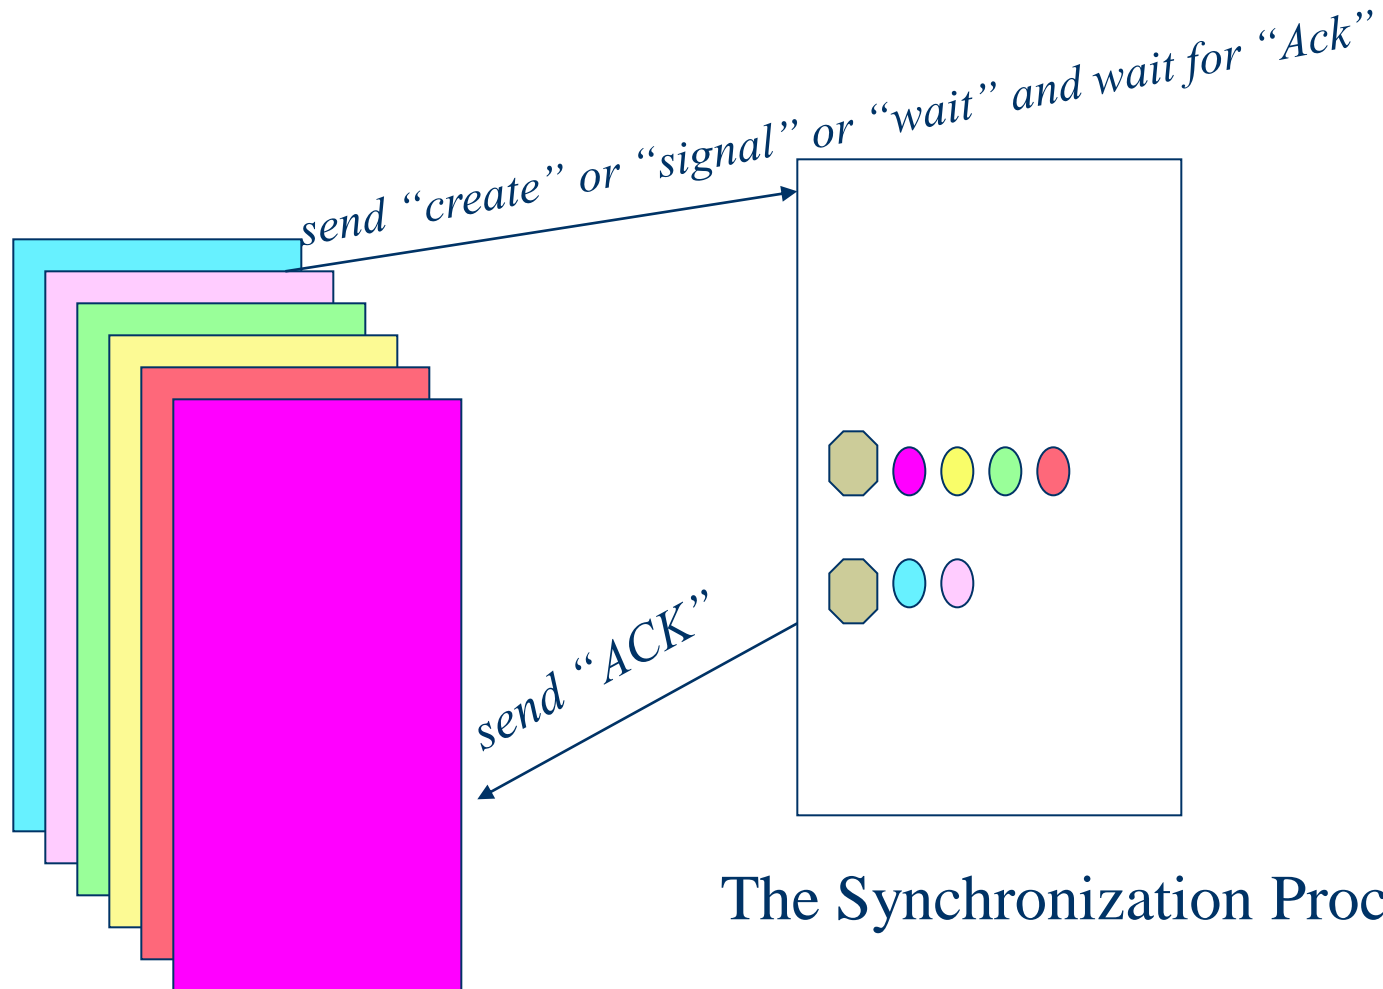 send “create” or “signal” or “wait” and wait for “Ack”
send “ACK”
The Synchronization Proc